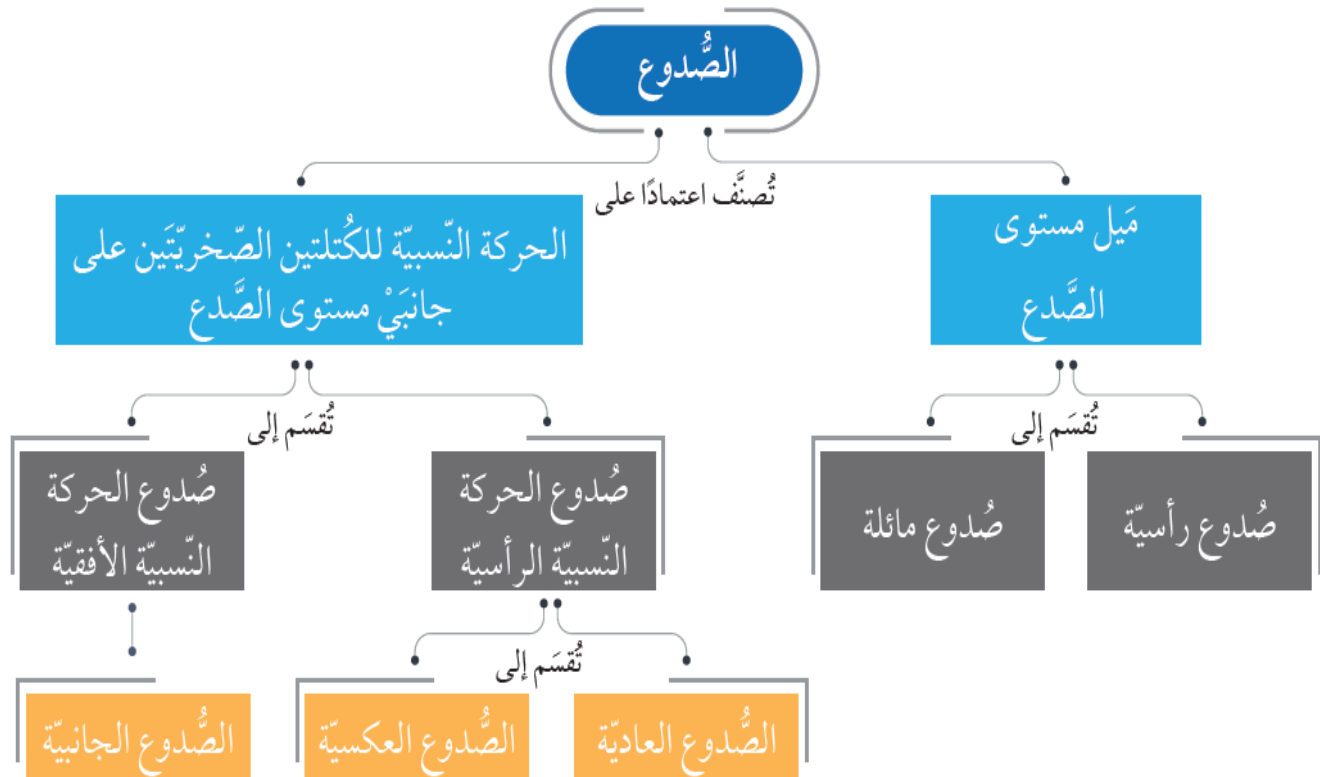 الصُّدوع
تُصنَّف اعتمادًا على
مَيل مستوى
الصَّدع
الحركة النّسبيّة للكُتلتين الصّخريّتَين على
جانبَيْ مستوى الصَّدع
تُقسَم إلى
تُقسَم إلى
صُدوع رأسيّة
صُدوع مائلة
صُدوع الحركة
النّسبيّة الرأسيّة
صُدوع الحركة
النّسبيّة الأفقيّة
تُقسَم إلى
الصُّدوع العاديّة
الصُّدوع العكسيّة
الصُّدوع الجانبيّة